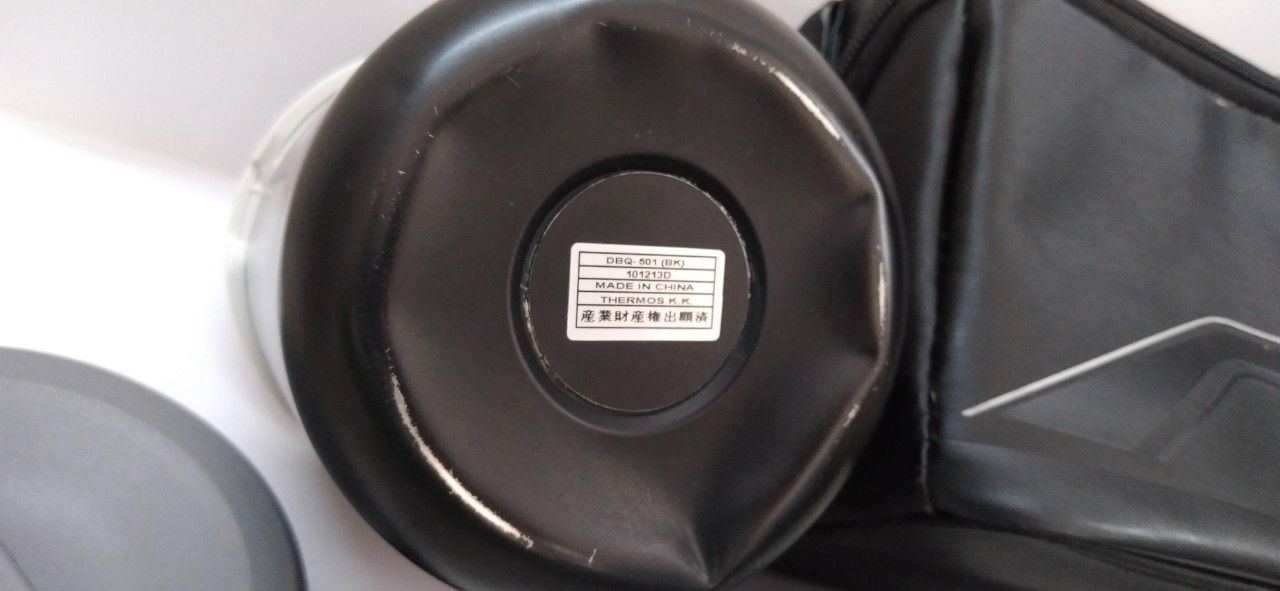 DBQ-501 (BK)
101213D
MADE IN CHINA
THERMOS K.K.
産業財産権出願済